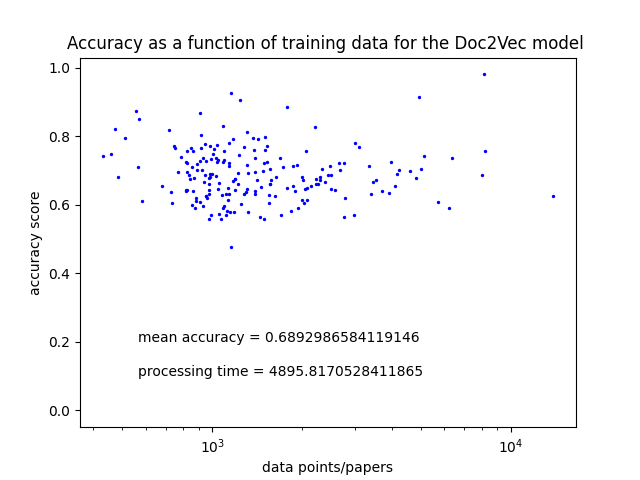 Accuracy as a function of training data for the Doc2Vec model
1.0
0.8
0.6
0.4
0.2
0.0
accuracy score
mean accuracy = 0.6892986584119146
processing time = 4895.8170528411865
10³
10⁴
data points/papers